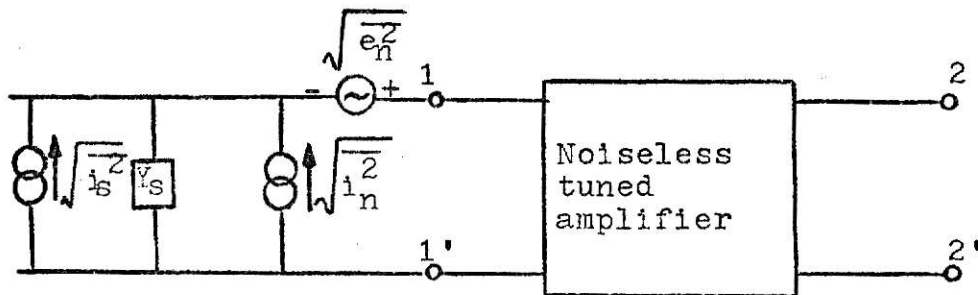 √e_n^2
- + 1
2
√i_s^2
Y_s
√i_n^2
Noiseless
tuned
amplifier
1'
2'